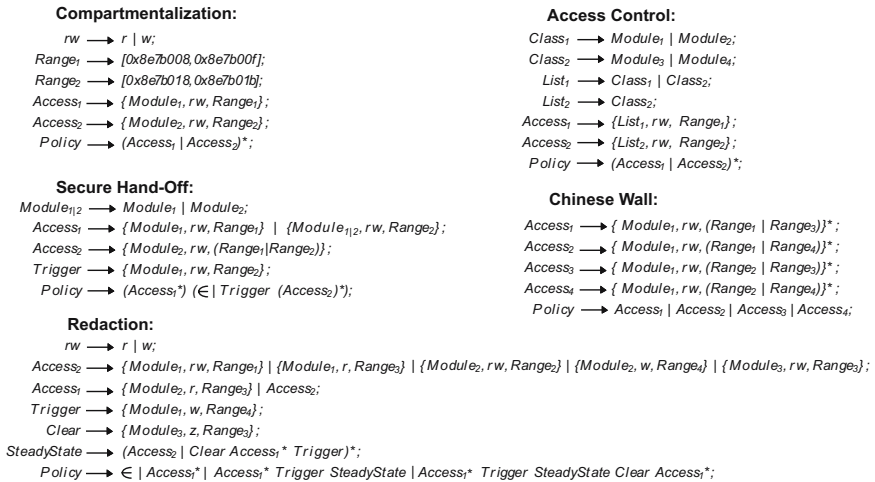 Compartmentalization:
rw → r | w;
Range₁ → [0x8e7b008,0x8e7b00f];
Range₂ → [0x8e7b018,0x8e7b01b];
Access₁ → {Module₁, rw, Range₁};
Access₂ → {Module₂, rw, Range₂};
Policy → (Access₁ | Access₂)*;
Access Control:
Class₁ → Module₁ | Module₂;
Class₂ → Module₃ | Module₄;
List₁ → Class₁ | Class₂;
List₂ → Class₂;
Access₁ → {List₁, rw, Range₁};
Access₂ → {List₂, rw, Range₂};
Policy → (Access₁ | Access₂)*;
Secure Hand-Off:
Module₁|₂ → Module₁ | Module₂;
Access₁ → {Module₁, rw, Range₁} | {Module₁|₂, rw, Range₂};
Access₂ → {Module₂, rw, (Range₁|Range₂)};
Trigger → {Module₁, rw, Range₂};
Policy → (Access₁*) (∈ | Trigger (Access₂)*);
Chinese Wall:
Access₁ → { Module₁, rw, (Range₁ | Range₃)}*;
Access₂ → { Module₁, rw, (Range₁ | Range₄)}*;
Access₃ → { Module₁, rw, (Range₂ | Range₃)}*;
Access₄ → { Module₁, rw, (Range₂ | Range₄)}*;
Policy → Access₁ | Access₂ | Access₃ | Access₄;
Redaction:
rw → r | w;
Access₂ → {Module₁, rw, Range₁} | {Module₁, r, Range₃} | {Module₂, rw, Range₂} | {Module₂, w, Range₄} | {Module₃, rw, Range₃};
Access₁ → {Module₂, r, Range₃} | Access₂;
Trigger → {Module₁, w, Range₄};
Clear → {Module₃, z, Range₃};
SteadyState → (Access₂ | Clear Access₁* Trigger)*;
Policy → ∈ | Access₁* | Access₁* Trigger SteadyState | Access₁* Trigger SteadyState Clear Access₁*;